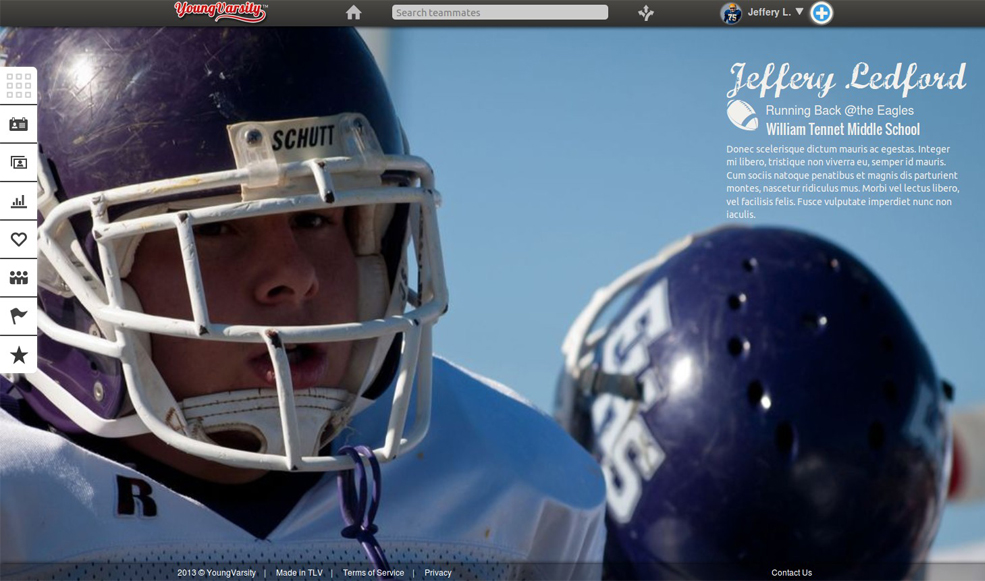 YoungVarsity™
Search teammates
Jeffery L.
Jeffery Ledford
Running Back @the Eagles
William Tennet Middle School
Donec scelerisque dictum mauris ac egestas. Integer
mi libero, tristique non viverra eu, semper id mauris.
Cum sociis natoque penatibus et magnis dis parturient
montes, nascetur ridiculus mus. Morbi vel lectus libero,
vel facilisis felis. Fusce vulputate imperdiet nunc non
iaculis.
SCHUTT
R
2013 © YoungVarsity | Made in TLV | Terms of Service | Privacy
Contact Us